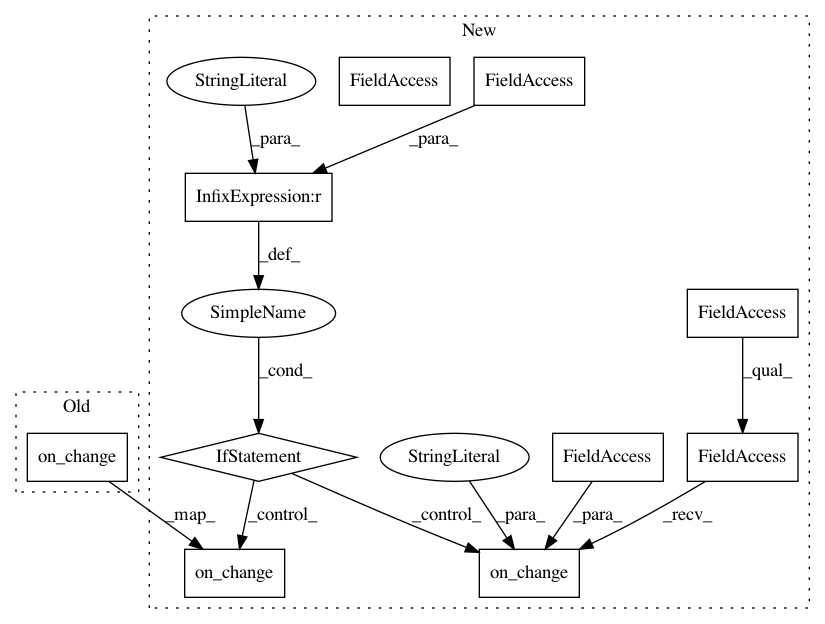 New
StringLiteral
FieldAccess
FieldAccess
_para_
_para_
InfixExpression:r
_def_
SimpleName
FieldAccess
_cond_
_qual_
Old
on_change
IfStatement
StringLiteral
FieldAccess
FieldAccess
_map_
_control_
_control_
_para_
_para_
_recv_
on_change
on_change